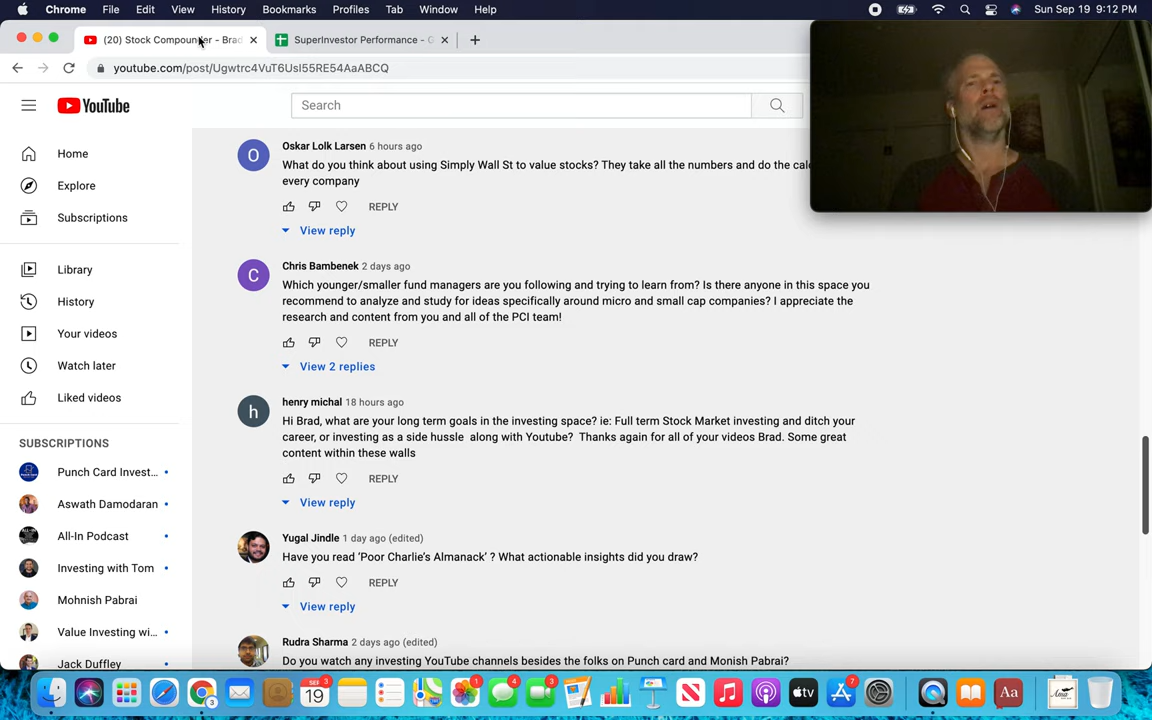 Chrome File Edit View History Bookmarks Profiles Tab Window Help Sun Sep 19 9:12 PM
(20) Stock Compounder - Brad SuperInvestor Performance - G
youtube.com/post/Ugwtrc4VuT6UsI55RE54AaABCQ
YouTube
Search
Home
Explore
Subscriptions
Library
History
Your videos
Watch later
Liked videos
SUBSCRIPTIONS
Punch Card Invest...
Aswath Damodaran
All-In Podcast
Investing with Tom
Mohnish Pabrai
Value Investing wi...
Jack Duffley
O
Oskar Lolk Larsen 6 hours ago
What do you think about using Simply Wall St to value stocks? They take all the numbers and do the
every company
REPLY
View reply
C
Chris Bambenek 2 days ago
Which younger/smaller fund managers are you following and trying to learn from? Is there anyone in this space you
recommend to analyze and study for ideas specifically around micro and small cap companies? I appreciate the
research and content from you and all of the PCI team!
REPLY
View 2 replies
h
henry michal 18 hours ago
Hi Brad, what are your long term goals in the investing space? ie: Full term Stock Market investing and ditch your
career, or investing as a side hussle along with Youtube? Thanks again for all of your videos Brad. Some great
content within these walls
REPLY
View reply
Yugal Jindle 1 day ago (edited)
Have you read ‘Poor Charlie's Almanack’ ? What actionable insights did you draw?
REPLY
View reply
Rudra Sharma 2 days ago (edited)
Do you watch any investing YouTube channels besides the folks on Punch card and Monish Pabrai?
3
SEP
19
3
1
4
3
tv
7
Aa